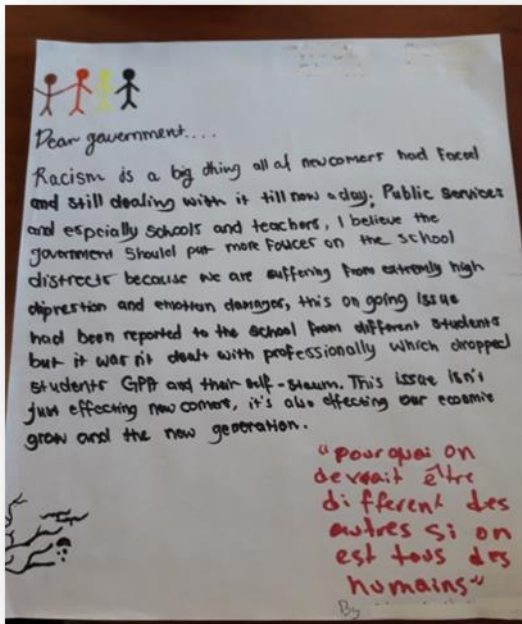 Dear government....
Racism is a big thing all of newcomers had faced
and still dealing with it till now a day; Public Services
and espcially schools and teachers, I believe the
government should put more fouces on the school
distrects because we are suffering from extremly high
diprestion and emotion damages, this on going issue
had been reported to the school from different students
but it was n't dealt with professionally which dropped
students GPA and their self-steum. This issue isn't
just effecting new comers, it's also effecting our ecoomic
grow and the new generation.
"pourquoi on
devrait être
different des
autres si on
est tous des
humains"
By